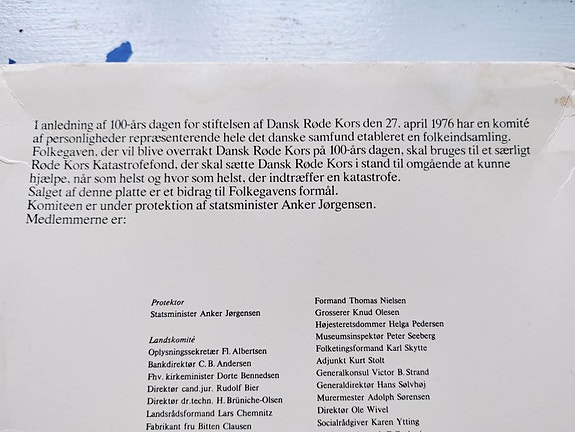 I anledning af 100-års dagen for stiftelsen af Dansk Røde Kors den 27. april 1976 har en komité
af personligheder repræsenterende hele det danske samfund etableret en folkeindsamling.
Folkegaven, der vil blive overrakt Dansk Røde Kors på 100-års dagen, skal bruges til et særligt
Røde Kors Katastrofefond, der skal sætte Dansk Røde Kors i stand til omgående at kunne
hjælpe, når som helst og hvor som helst, der indtræffer en katastrofe.
Salget af denne platte er et bidrag til Folkegavens formål.
Komiteen er under protektion af statsminister Anker Jørgensen.
Medlemmerne er:
Protektor
Statsminister Anker Jørgensen
Landskomité
Oplysningssekretær Fl. Albertsen
Bankdirektør C. B. Andersen
Fhv. kirkeminister Dorte Bennedsen
Direktør cand.jur. Rudolf Bier
Direktør dr.techn. H. Brüniche-Olsen
Landsrådsformand Lars Chemnitz
Fabrikant fru Bitten Clausen
Formand Thomas Nielsen
Grosserer Knud Olesen
Højesteretsdommer Helga Pedersen
Museumsinspektør Peter Seeberg
Folketingsformand Karl Skytte
Adjunkt Kurt Stolt
Generalkonsul Victor B. Strand
Generaldirektør Hans Sølvhøj
Murermester Adolph Sørensen
Direktør Ole Wivel
Socialrådgiver Karen Ytting